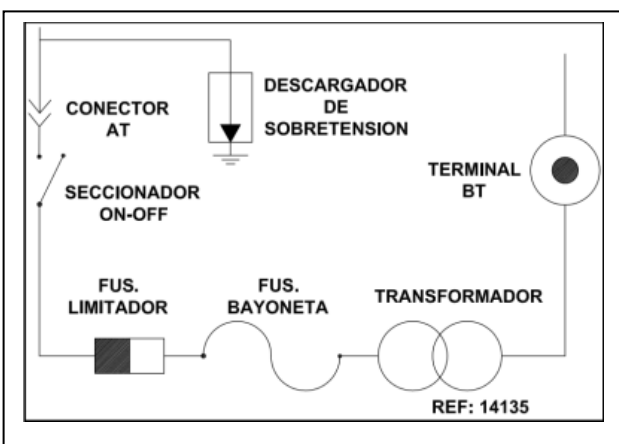 DESCARGADOR
DE
SOBRETENSION
CONECTOR
AT
TERMINAL
BT
SECCIONADOR
ON-OFF
FUS.
LIMITADOR
FUS.
BAYONETA
TRANSFORMADOR
REF: 14135